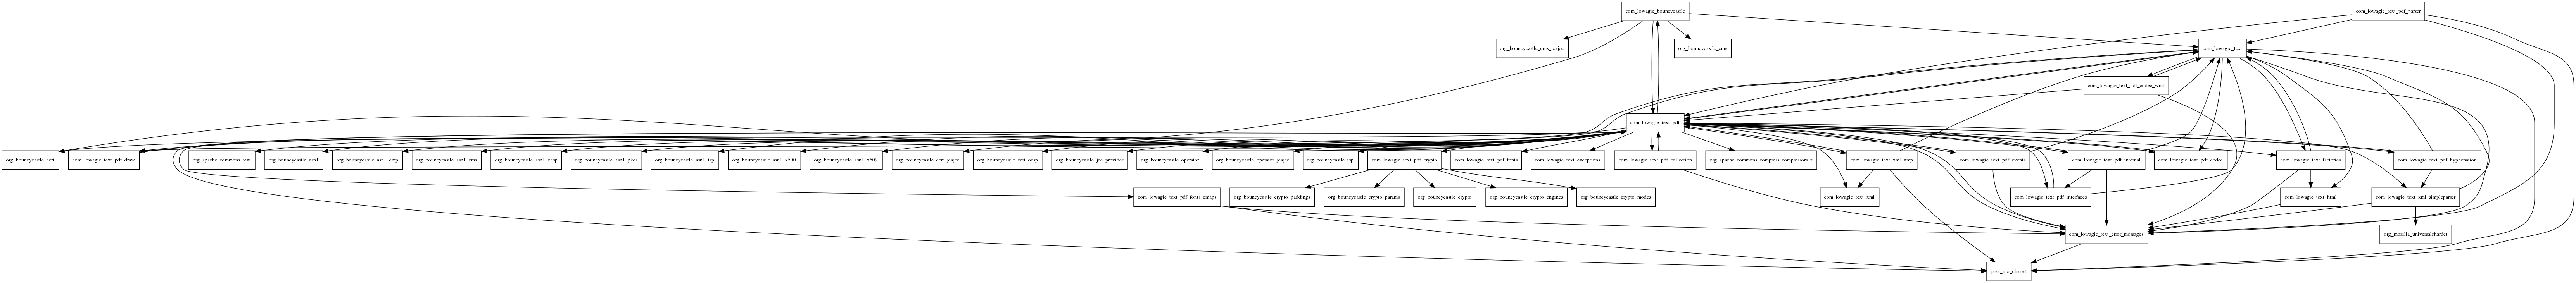 com_lowagie_bouncycastle
com_lowagie_text_pdf_parser
org_bouncycastle_cms_jcajce
org_bouncycastle_cms
com_lowagie_text
com_lowagie_text_pdf_codec_wmf
com_lowagie_text_pdf
org_bouncycastle_cert
com_lowagie_text_pdf_draw
org_apache_commons_text
org_bouncycastle_asn1
org_bouncycastle_asn1_cmp
org_bouncycastle_asn1_cms
org_bouncycastle_asn1_ocsp
org_bouncycastle_asn1_pkcs
org_bouncycastle_asn1_tsp
org_bouncycastle_asn1_x500
org_bouncycastle_asn1_x509
org_bouncycastle_cert_jcajce
org_bouncycastle_cert_ocsp
org_bouncycastle_jce_provider
org_bouncycastle_operator
org_bouncycastle_operator_jcajce
org_bouncycastle_tsp
com_lowagie_text_pdf_crypto
com_lowagie_text_pdf_fonts
com_lowagie_text_exceptions
com_lowagie_text_pdf_collection
org_apache_commons_compress_compressors_z
com_lowagie_text_xml_xmp
com_lowagie_text_pdf_events
com_lowagie_text_pdf_internal
com_lowagie_text_pdf_codec
com_lowagie_text_factories
com_lowagie_text_pdf_hyphenation
com_lowagie_text_pdf_fonts_cmaps
org_bouncycastle_crypto_paddings
org_bouncycastle_crypto_params
org_bouncycastle_crypto
org_bouncycastle_crypto_engines
org_bouncycastle_crypto_modes
com_lowagie_text_xml
com_lowagie_text_pdf_interfaces
com_lowagie_text_html
com_lowagie_text_xml_simpleparser
com_lowagie_text_error_messages
org_mozilla_universalchardet
java_nio_charset